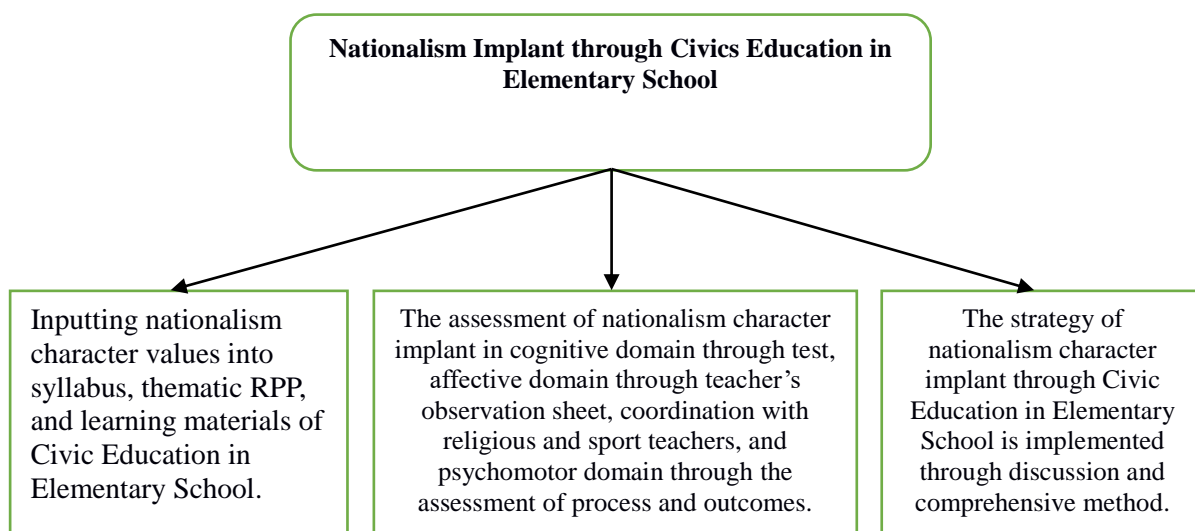 Nationalism Implant through Civics Education in
Elementary School
Inputting nationalism
character values into
syllabus, thematic RPP,
and learning materials of
Civic Education in
Elementary School.
The assessment of nationalism character
implant in cognitive domain through test,
affective domain through teacher’s
observation sheet, coordination with
religious and sport teachers, and
psychomotor domain through the
assessment of process and outcomes.
The strategy of
nationalism character
implant through Civic
Education in Elementary
School is implemented
through discussion and
comprehensive method.